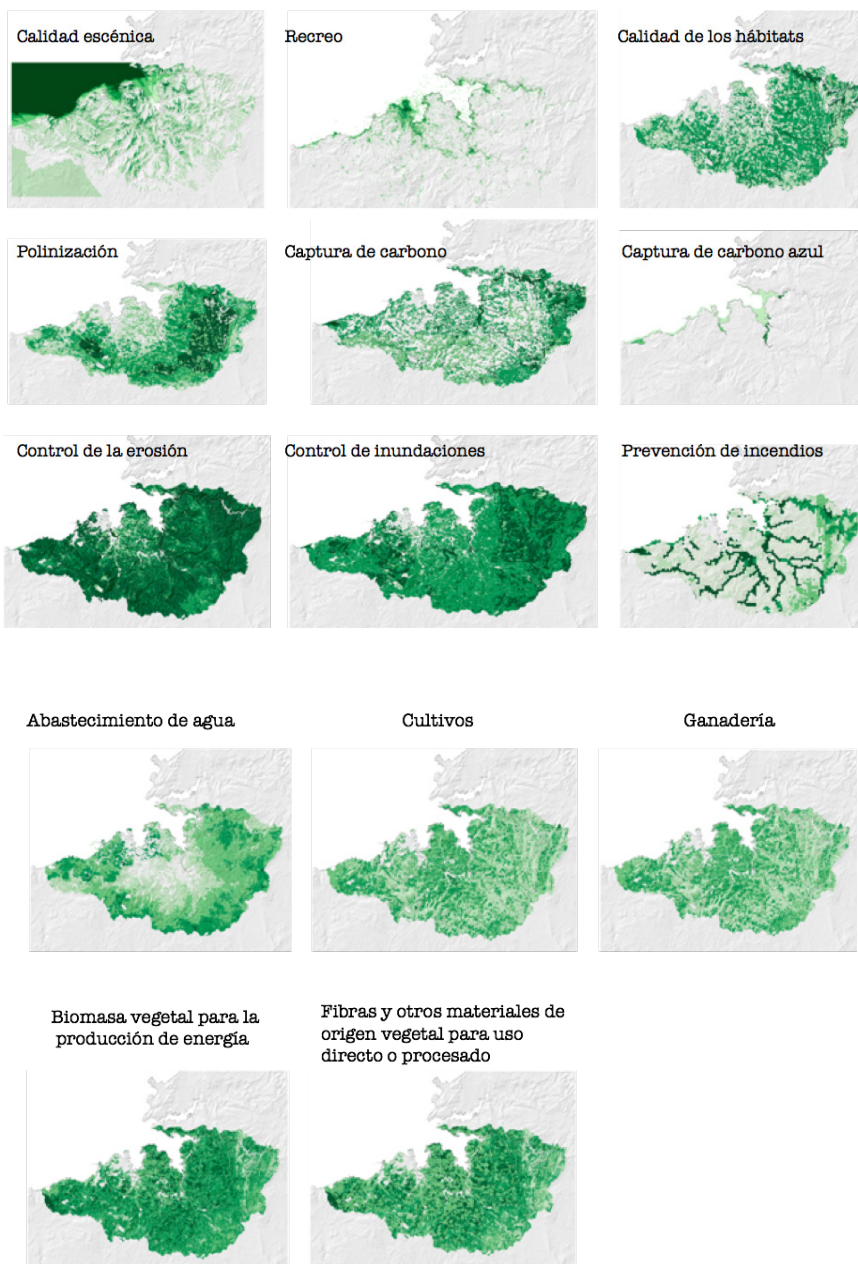 Calidad escénica
Recreo
Calidad de los hábitats
Polinización
Captura de carbono
Captura de carbono azul
Control de la erosión
Control de inundaciones
Prevención de incendios
Abastecimiento de agua
Cultivos
Ganadería
Biomasa vegetal para la
producción de energía
Fibras y otros materiales de
origen vegetal para uso
directo o procesado